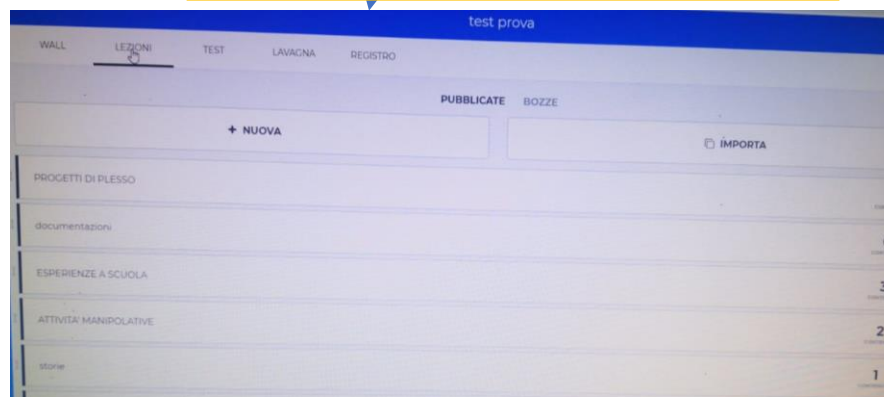 test prova
WALL LEZIONI TEST LAVAGNA REGISTRO
PUBBLICATE BOZZE
+ NUOVA IMPORTA
PROGETTI DI PLESSO
documentazioni
ESPERIENZE A SCUOLA
3
ATTIVITA' MANIPOLATIVE
2
storie
1